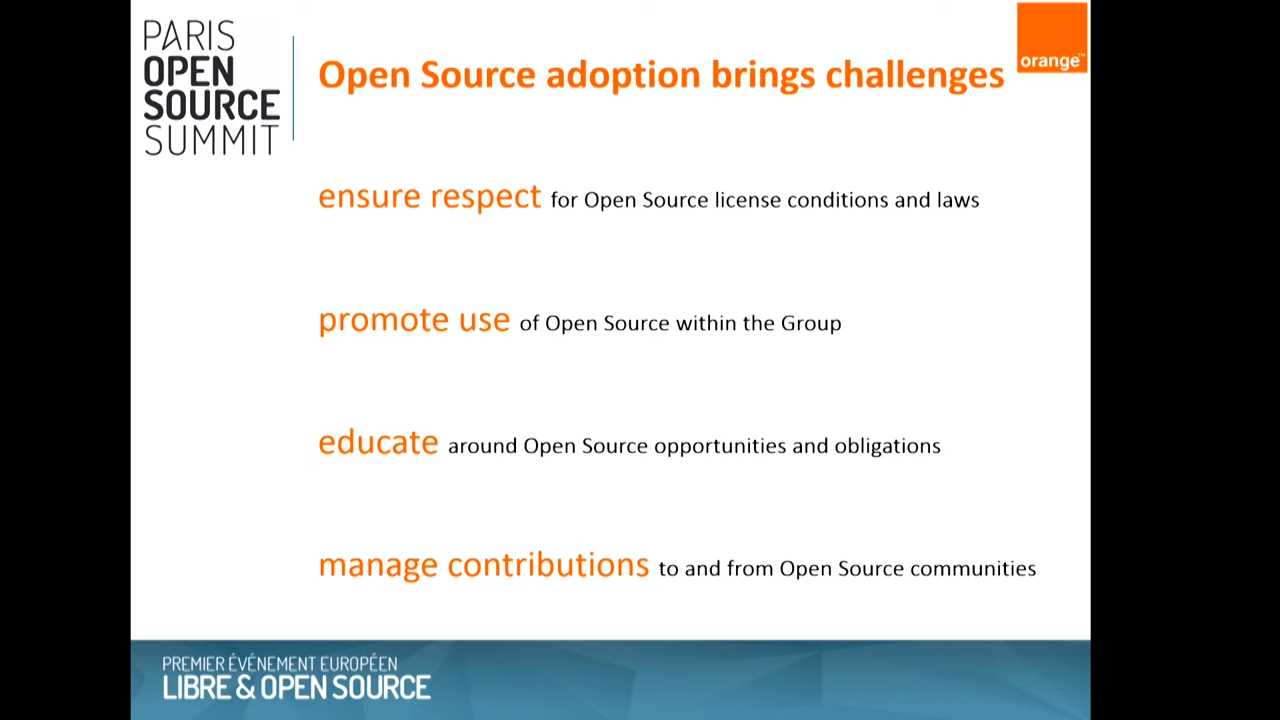 PARIS
OPEN
SOURCE
SUMMIT
Open Source adoption brings challenges
orange™
ensure respect for Open Source license conditions and laws
promote use of Open Source within the Group
educate around Open Source opportunities and obligations
manage contributions to and from Open Source communities
PREMIER ÉVÉNEMENT EUROPÉEN
LIBRE & OPEN SOURCE